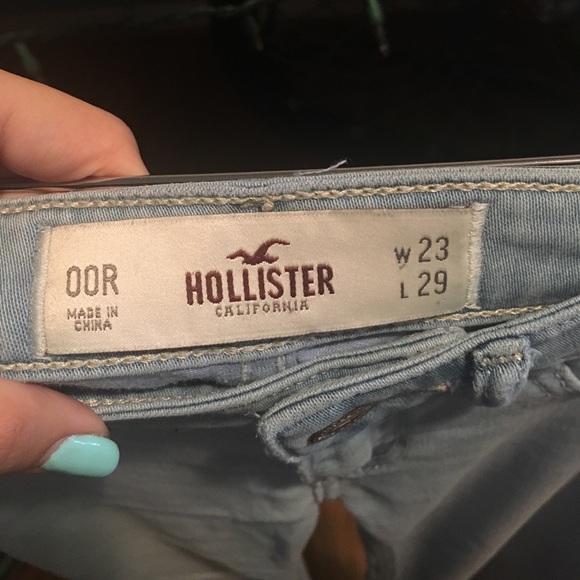 00R
MADE IN
CHINA
HOLLISTER
CALIFORNIA
W 23
L 29